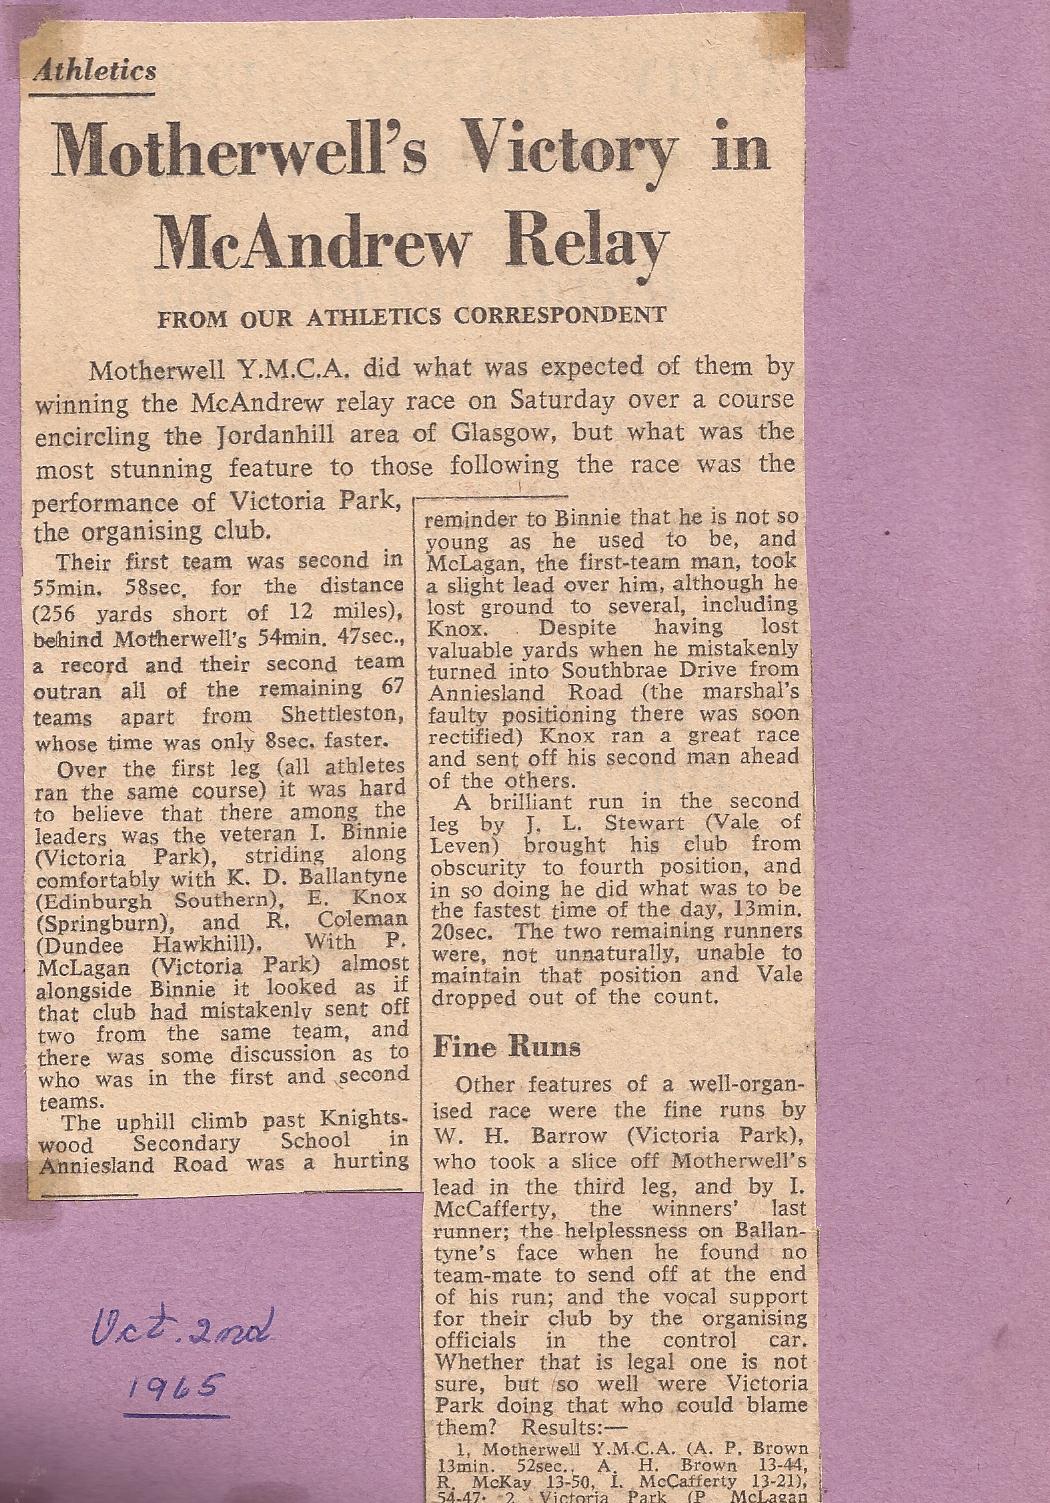 Athletics
Motherwell's Victory in
McAndrew Relay
FROM OUR ATHLETICS CORRESPONDENT
Motherwell Y.M.C.A. did what was expected of them by
winning the McAndrew relay race on Saturday over a course
encircling the Jordanhill area of Glasgow, but what was the
most stunning feature to those following the race was the
performance of Victoria Park,
the organising club.
Their first team was second in
55min. 58sec. for the distance
(256 yards short of 12 miles),
behind Motherwell's 54min. 47sec.,
a record and their second team
outran all of the remaining 67
teams apart from Shettleston,
whose time was only 8sec. faster.
Over the first leg (all athletes
ran the same course) it was hard
to believe that there among the
leaders was the veteran I. Binnie
(Victoria Park), striding along
comfortably with K. D. Ballantyne
(Edinburgh Southern), E. Knox
(Springburn), and R. Coleman
(Dundee Hawkhill). With P.
McLagan (Victoria Park) almost
alongside Binnie it looked as if
that club had mistakenly sent off
two from the same team, and
there was some discussion as to
who was in the first and second
teams.
The uphill climb past Knights-
wood Secondary School in
Anniesland Road was a hurting
reminder to Binnie that he is not so
young as he used to be, and
McLagan, the first-team man, took
a slight lead over him, although he
lost ground to several, including
Knox. Despite having lost
valuable yards when he mistakenly
turned into Southbrae Drive from
Anniesland Road (the marshal's
faulty positioning there was soon
rectified) Knox ran a great race
and sent off his second man ahead
of the others.
A brilliant run in the second
leg by J. L. Stewart (Vale of
Leven) brought his club from
obscurity to fourth position, and
in so doing he did what was to be
the fastest time of the day, 13min.
20sec. The two remaining runners
were, not unnaturally, unable to
maintain that position and Vale
dropped out of the count.
Fine Runs
Other features of a well-organ-
ised race were the fine runs by
W. H. Barrow (Victoria Park),
who took a slice off Motherwell's
lead in the third leg, and by I.
McCafferty, the winners' last
runner; the helplessness on Ballan-
tyne's face when he found no
team-mate to send off at the end
of his run; and the vocal support
for their club by the organising
officials in the control car.
Whether that is legal one is not
sure, but so well were Victoria
Park doing that who could blame
them? Results:—
1, Motherwell Y.M.C.A. (A. P. Brown
13min. 52sec., A. H. Brown 13-44,
R. McKay 13-50, I. McCafferty 13-21),
54-47; 2, Victoria Park (P. McLagan
Oct. 2nd
1965